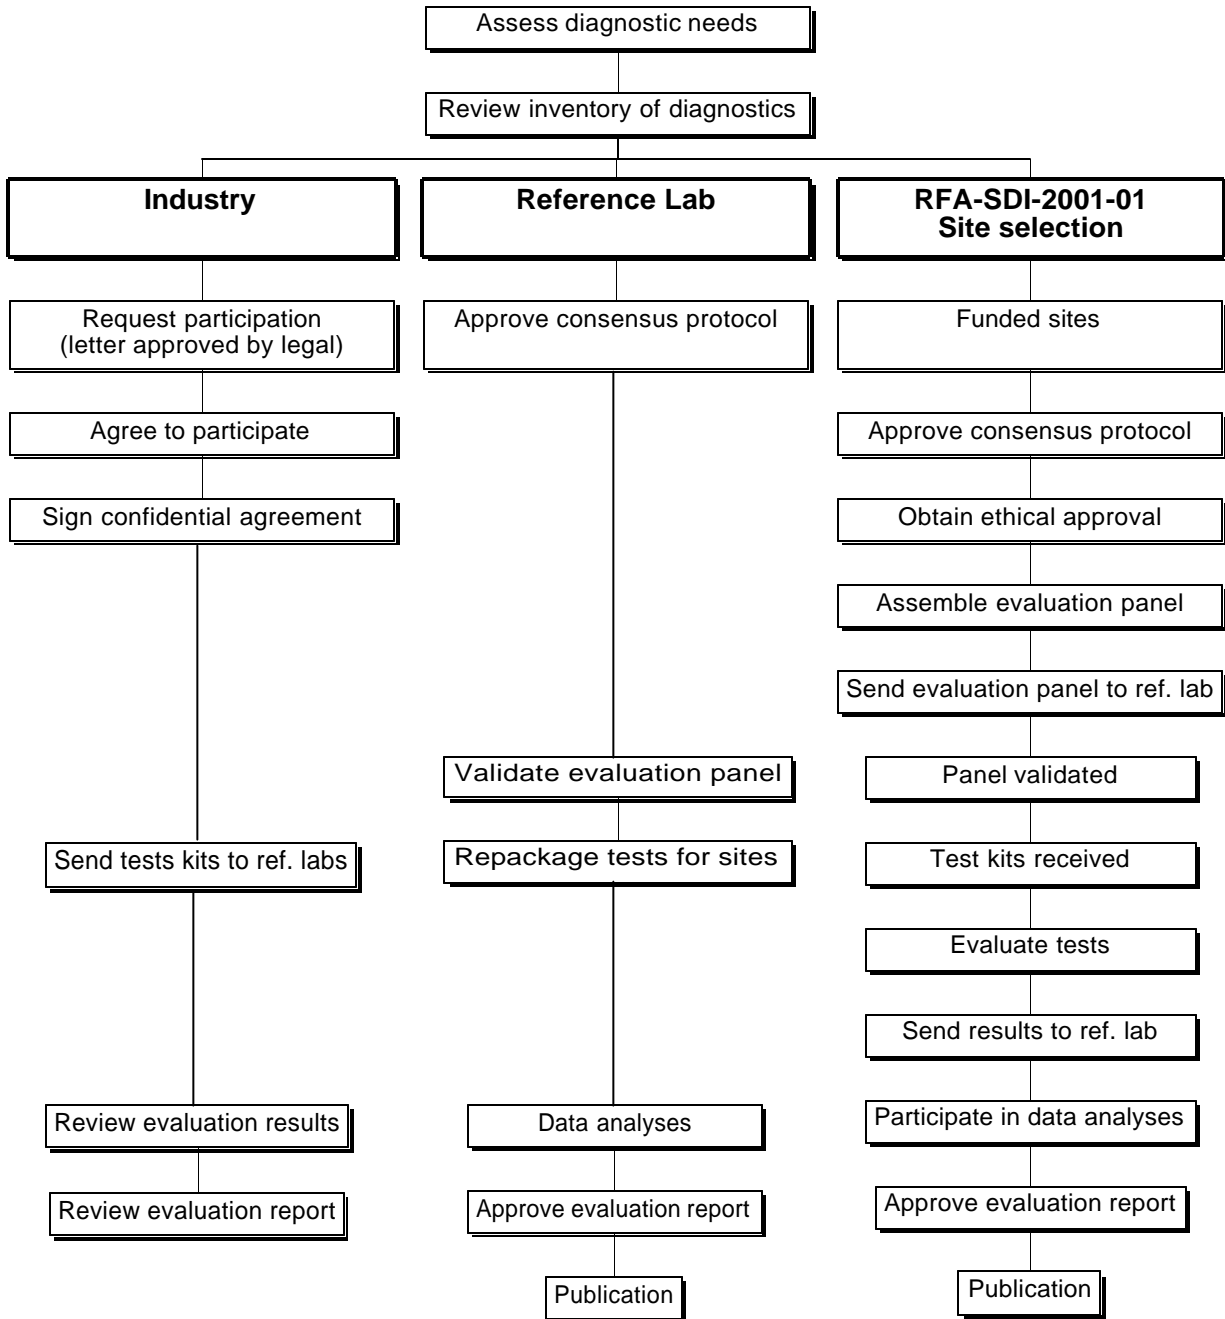 Assess diagnostic needs
Review inventory of diagnostics
Industry
Reference Lab
RFA-SDI-2001-01
Site selection
Request participation
(letter approved by legal)
Approve consensus protocol
Funded sites
Agree to participate
Approve consensus protocol
Sign confidential agreement
Obtain ethical approval
Assemble evaluation panel
Send evaluation panel to ref. lab
Validate evaluation panel
Panel validated
Send tests kits to ref. labs
Repackage tests for sites
Test kits received
Evaluate tests
Send results to ref. lab
Review evaluation results
Data analyses
Participate in data analyses
Review evaluation report
Approve evaluation report
Approve evaluation report
Publication
Publication